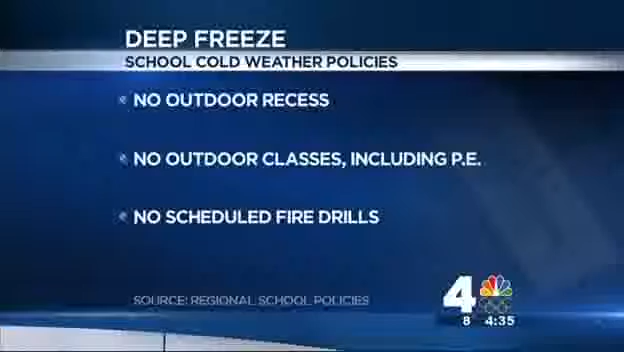 DEEP FREEZE
SCHOOL COLD WEATHER POLICIES
NO OUTDOOR RECESS
NO OUTDOOR CLASSES, INCLUDING P.E.
NO SCHEDULED FIRE DRILLS
SOURCE: REGIONAL SCHOOL POLICIES
4
8 4:35